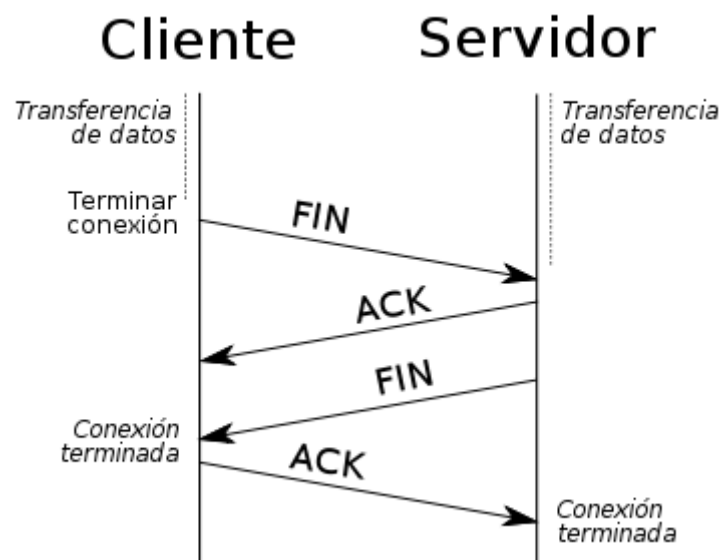 Cliente
Servidor
Transferencia
de datos
Transferencia
de datos
Terminar
conexión
FIN
ACK
FIN
Conexión
terminada
ACK
Conexión
terminada